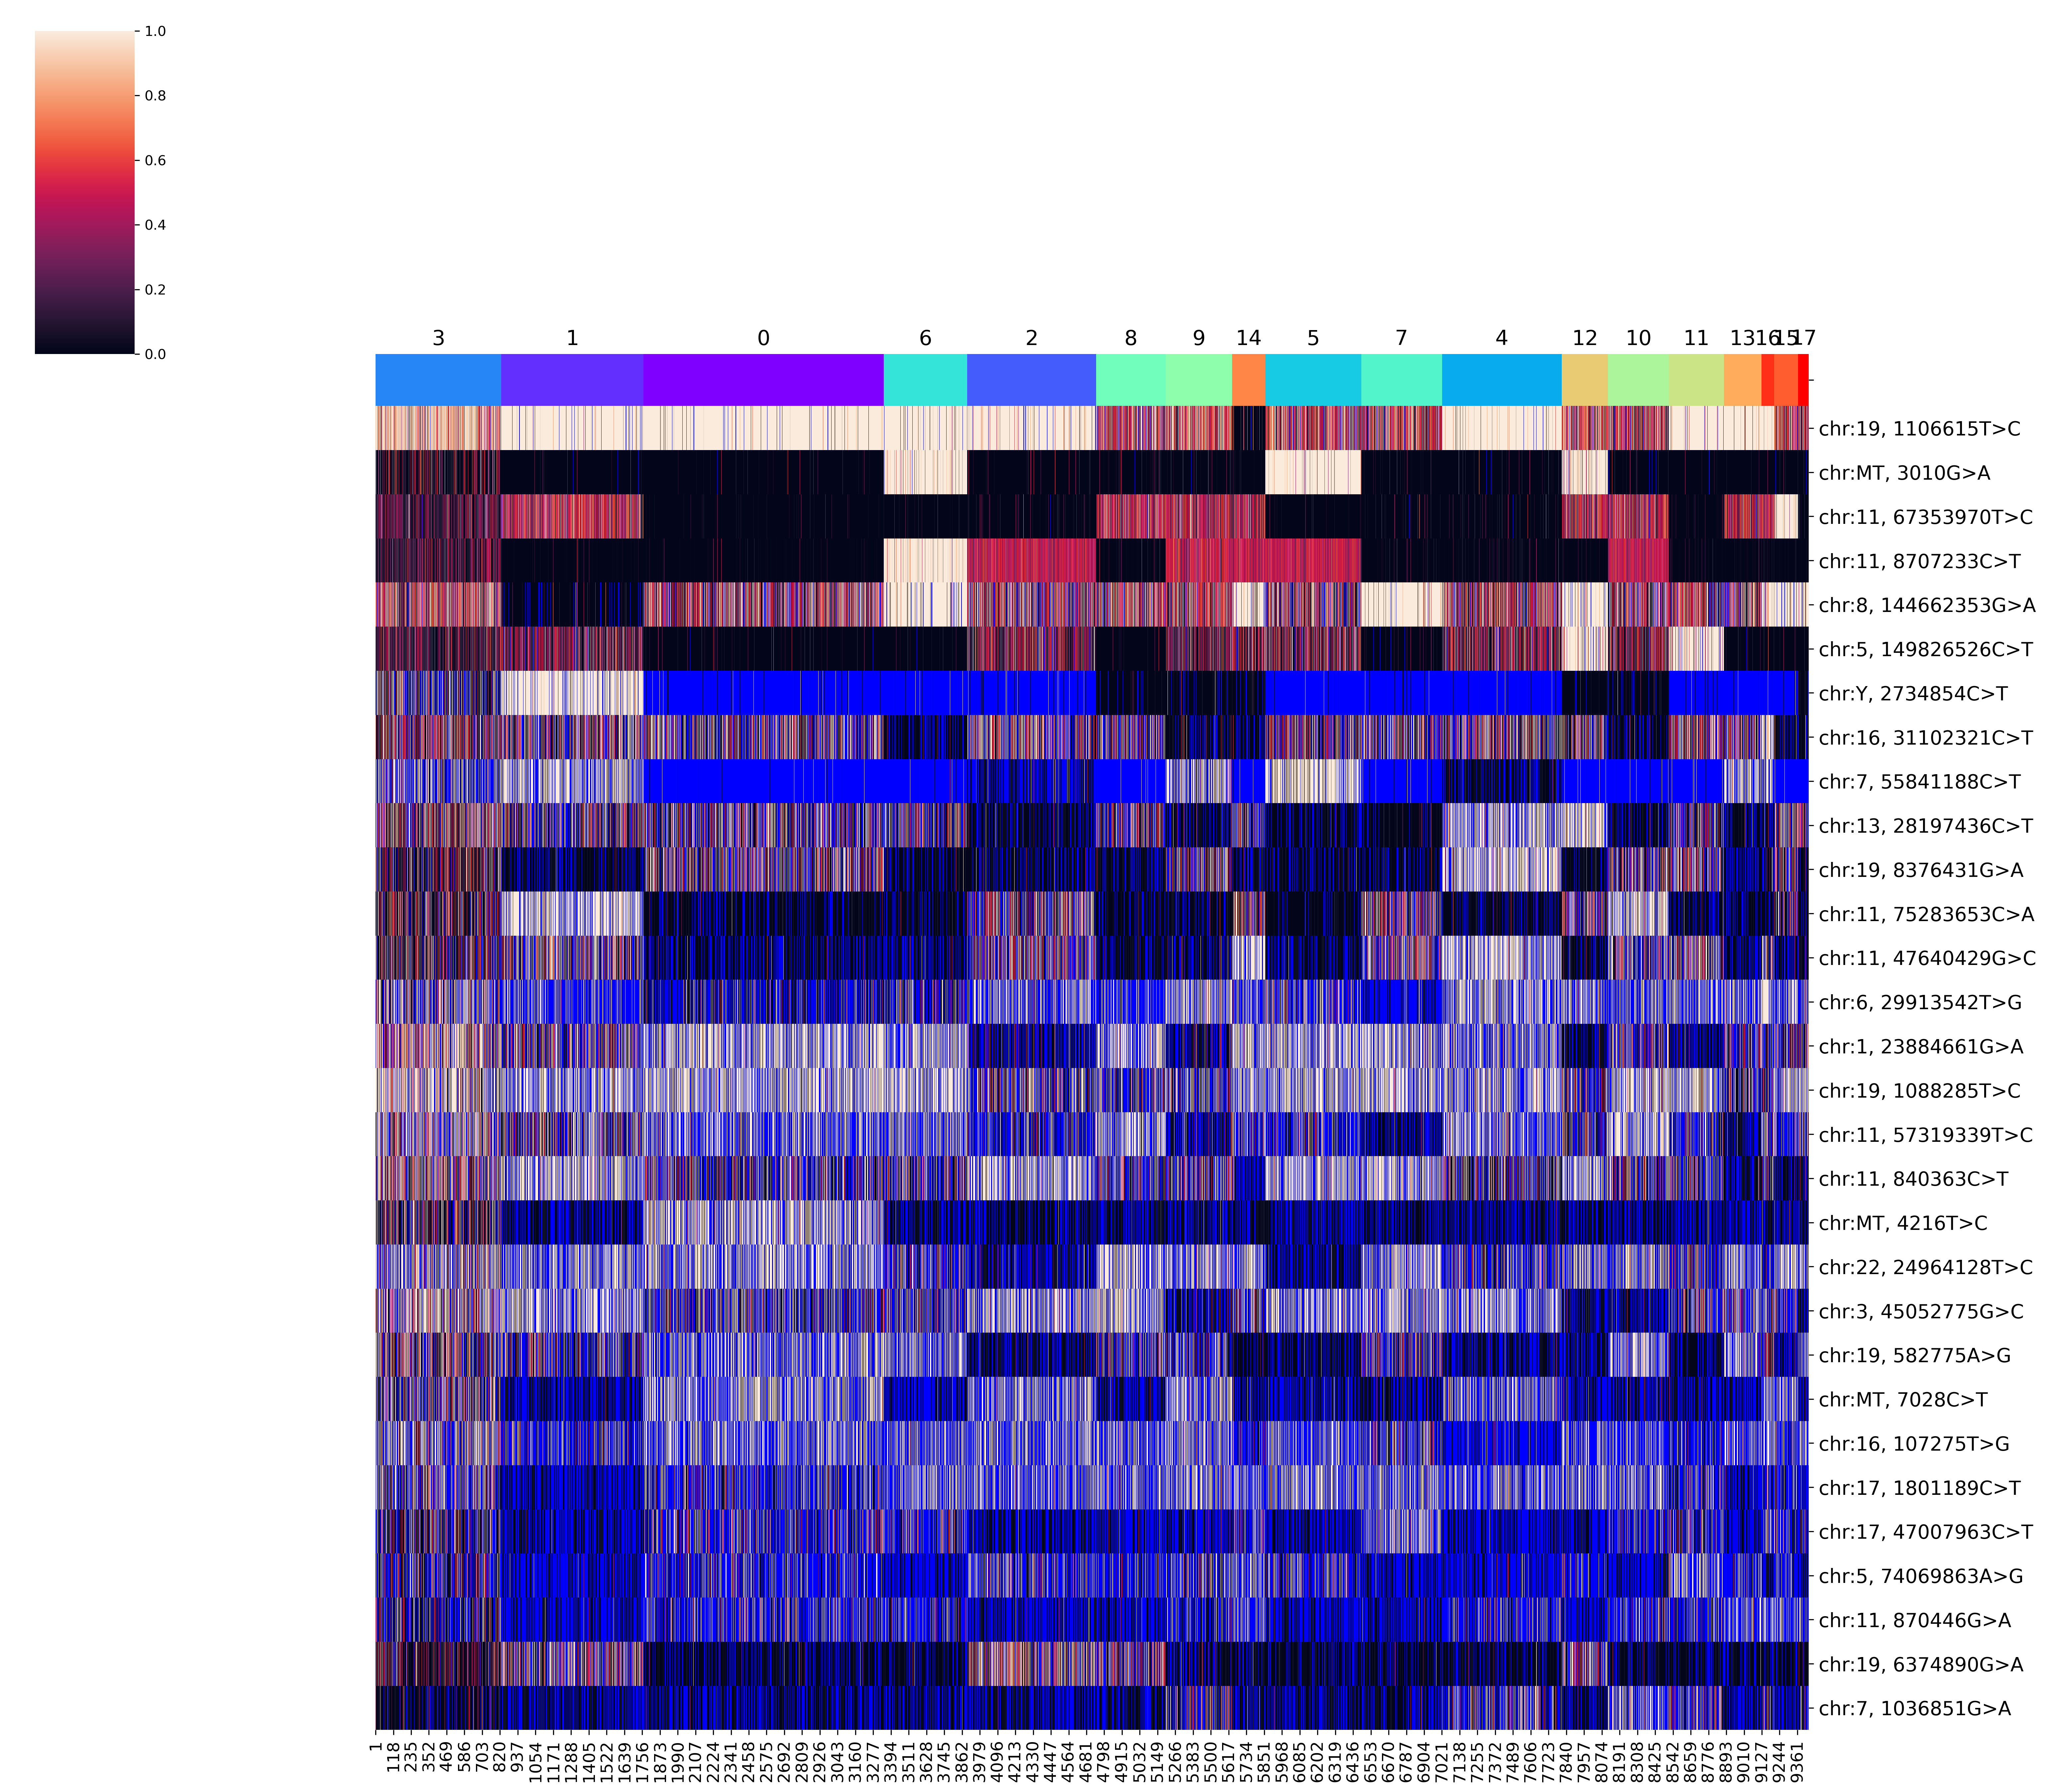 1.0
0.8
0.6
0.4
0.2
0.0
3 1 0 6 2 8 9 14 5 7 4 12 10 11 13 16 15 17
chr:19, 1106615T>C
chr:MT, 3010G>A
chr:11, 67353970T>C
chr:11, 8707233C>T
chr:8, 144662353G>A
chr:5, 149826526C>T
chr:Y, 2734854C>T
chr:16, 31102321C>T
chr:7, 55841188C>T
chr:13, 28197436C>T
chr:19, 8376431G>A
chr:11, 75283653C>A
chr:11, 47640429G>C
chr:6, 29913542T>G
chr:1, 23884661G>A
chr:19, 1088285T>C
chr:11, 57319339T>C
chr:11, 840363C>T
chr:MT, 4216T>C
chr:22, 24964128T>C
chr:3, 45052775G>C
chr:19, 582775A>G
chr:MT, 7028C>T
chr:16, 107275T>G
chr:17, 1801189C>T
chr:17, 47007963C>T
chr:5, 74069863A>G
chr:11, 870446G>A
chr:19, 6374890G>A
chr:7, 1036851G>A
1 118 235 352 469 586 703 820 937 1054 1171 1288 1405 1522 1639 1756 1873 1990 2107 2224 2341 2458 2575 2692 2809 2926 3043 3160 3277 3394 3511 3628 3745 3862 3979 4096 4213 4330 4447 4564 4681 4798 4915 5032 5149 5266 5383 5500 5617 5734 5851 5968 6085 6202 6319 6436 6553 6670 6787 6904 7021 7138 7255 7372 7489 7606 7723 7840 7957 8074 8191 8308 8425 8542 8659 8776 8893 9010 9127 9244 9361